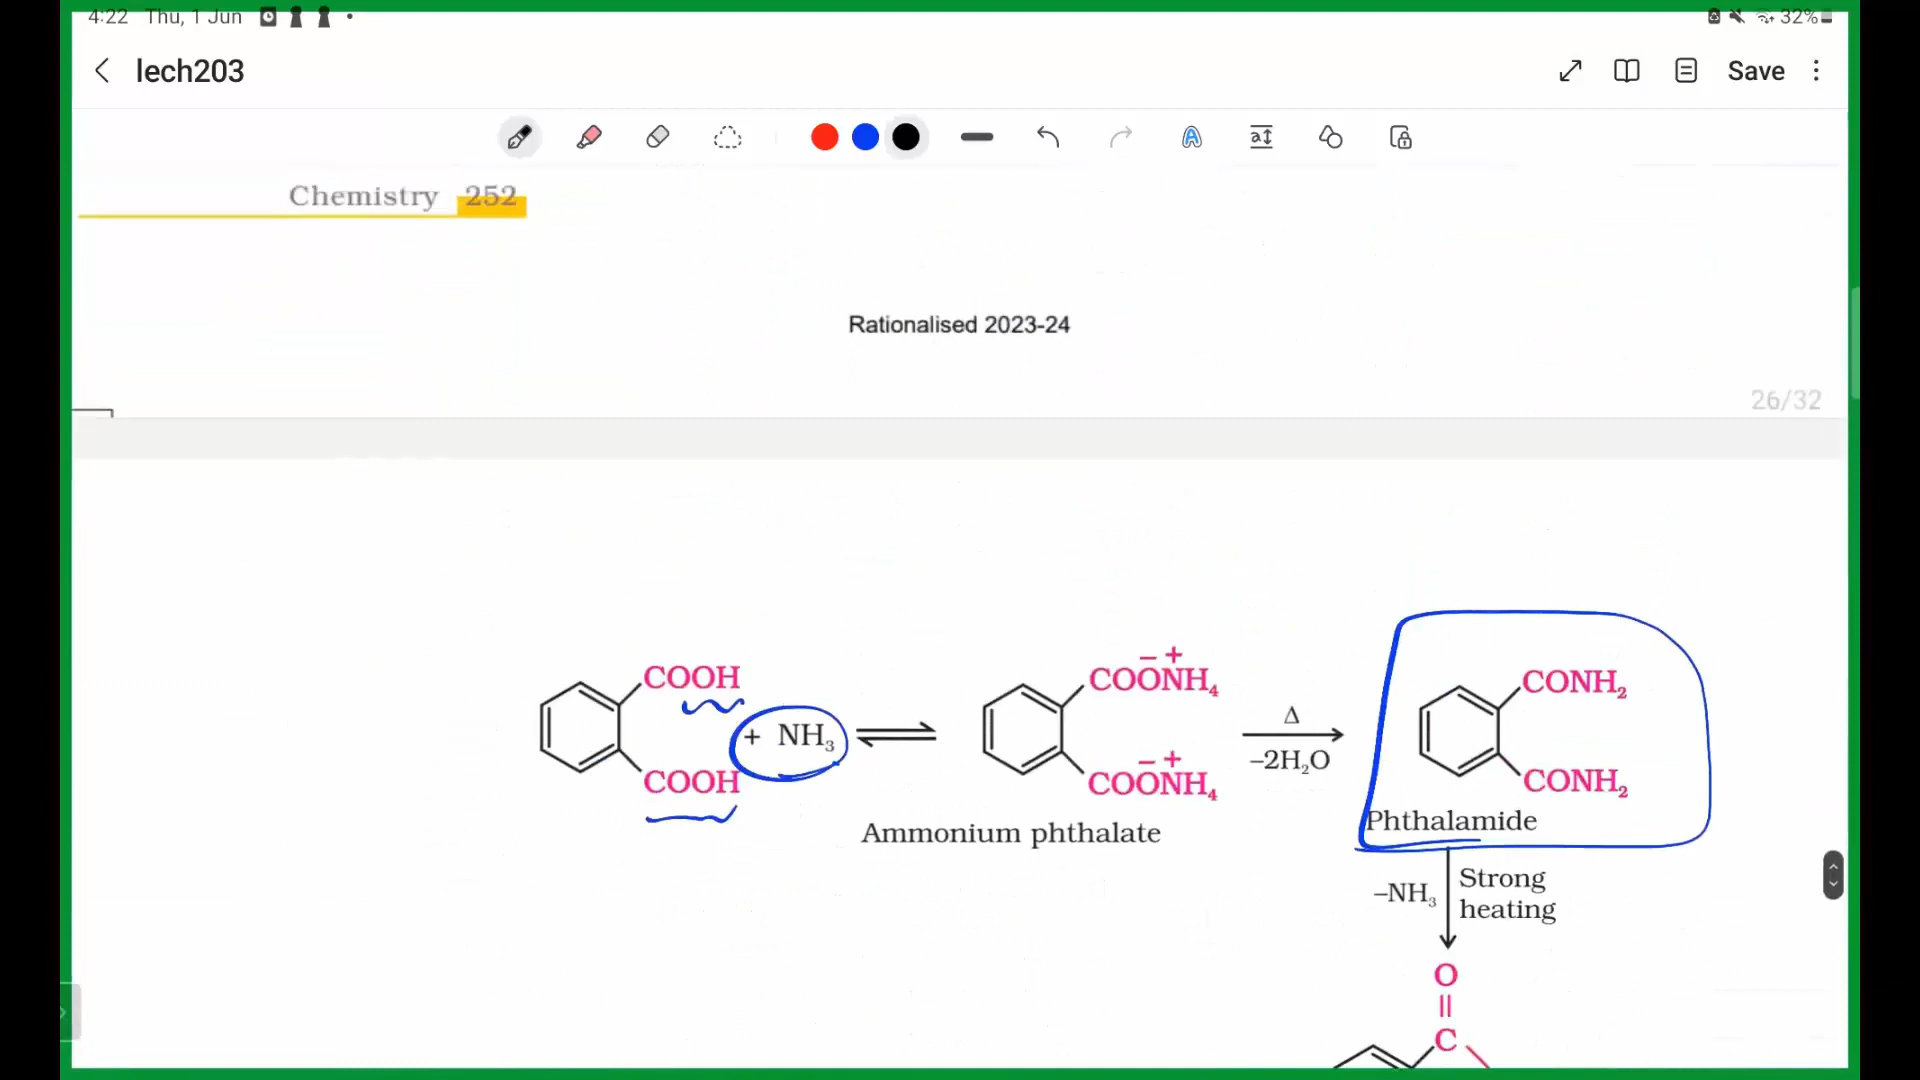 4:22 Thu, 1 Jun
32%
lech203
Save
Chemistry 252
Rationalised 2023-24
26/32
COOH
+ NH₃
COOH
− +
COONH₄
− +
COONH₄
Ammonium phthalate
Δ
–2H₂O
CONH₂
CONH₂
Phthalamide
–NH₃
Strong
heating
O
||
C